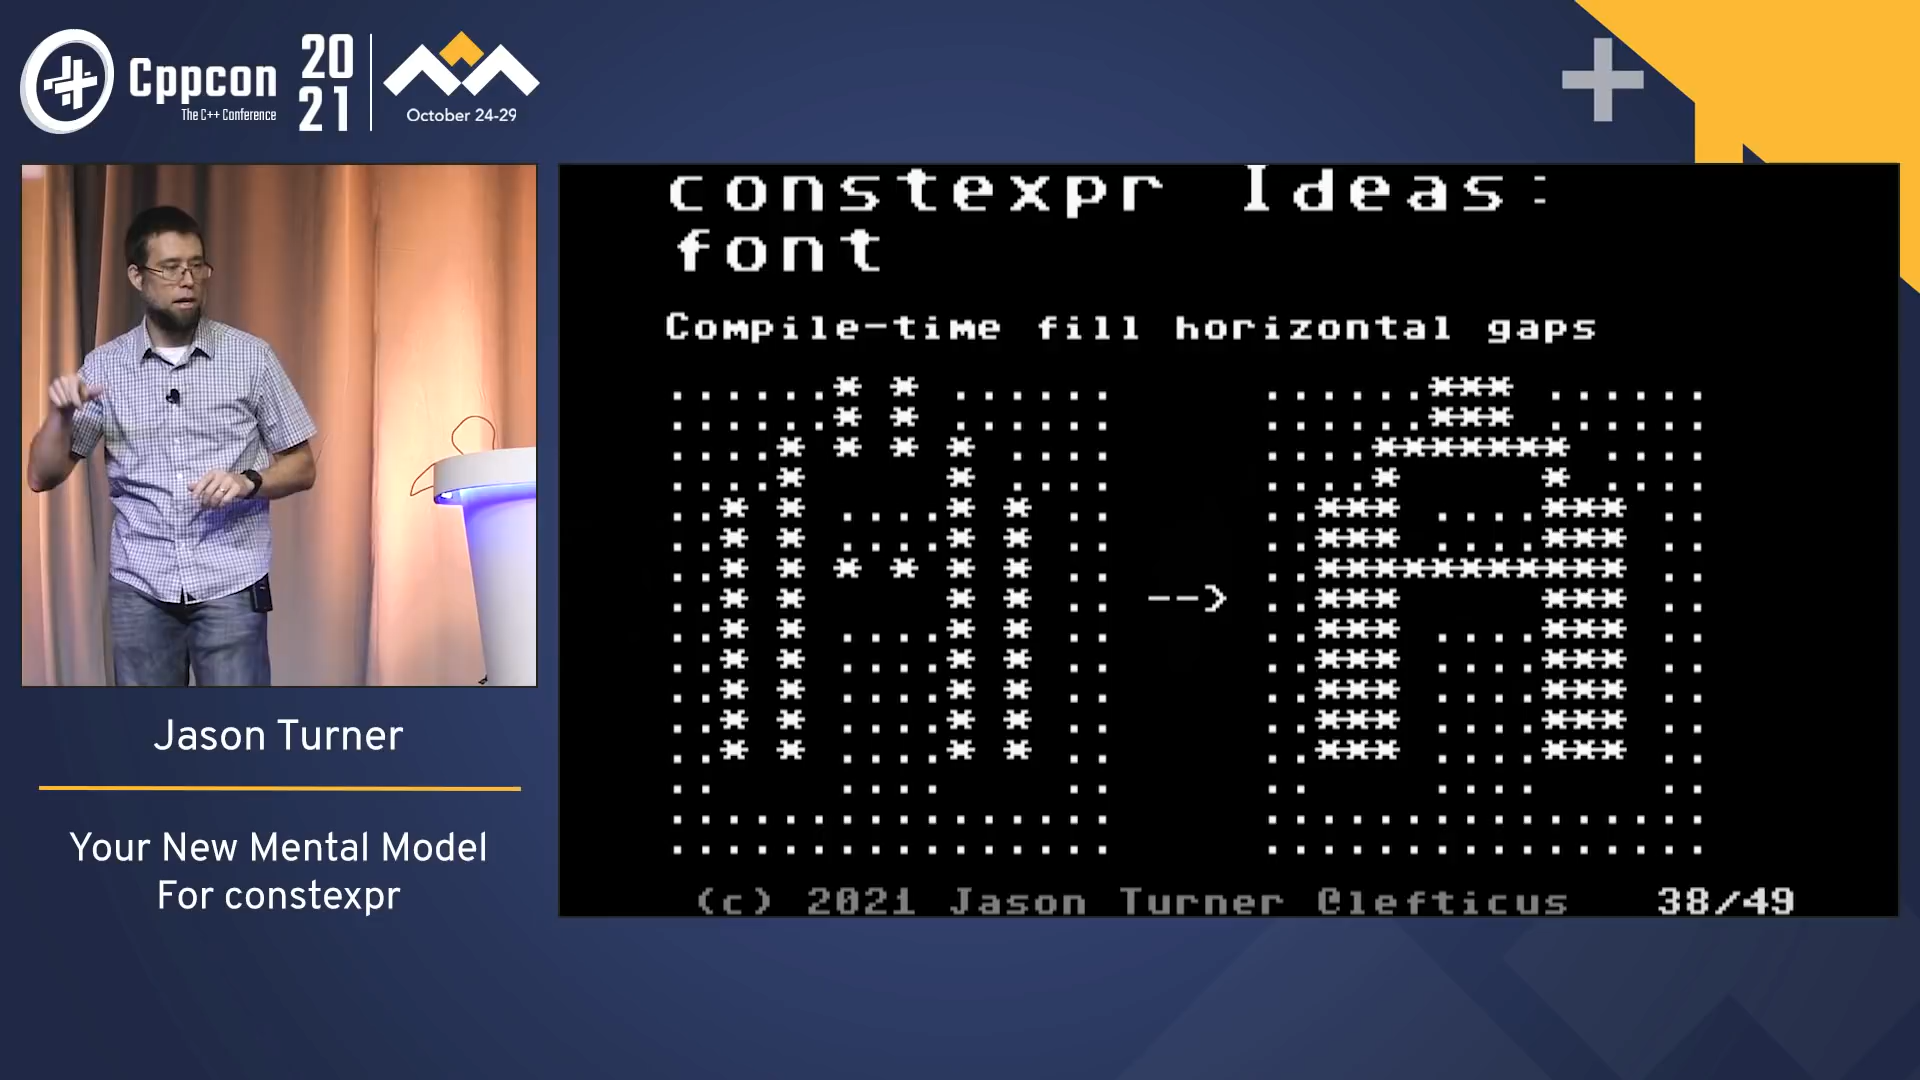 Cppcon
The C++ Conference
20
21
October 24-29
constexpr Ideas:
font
Compile-time fill horizontal gaps
-->
(c) 2021 Jason Turner @lefticus 38/49
Jason Turner
Your New Mental Model
For constexpr